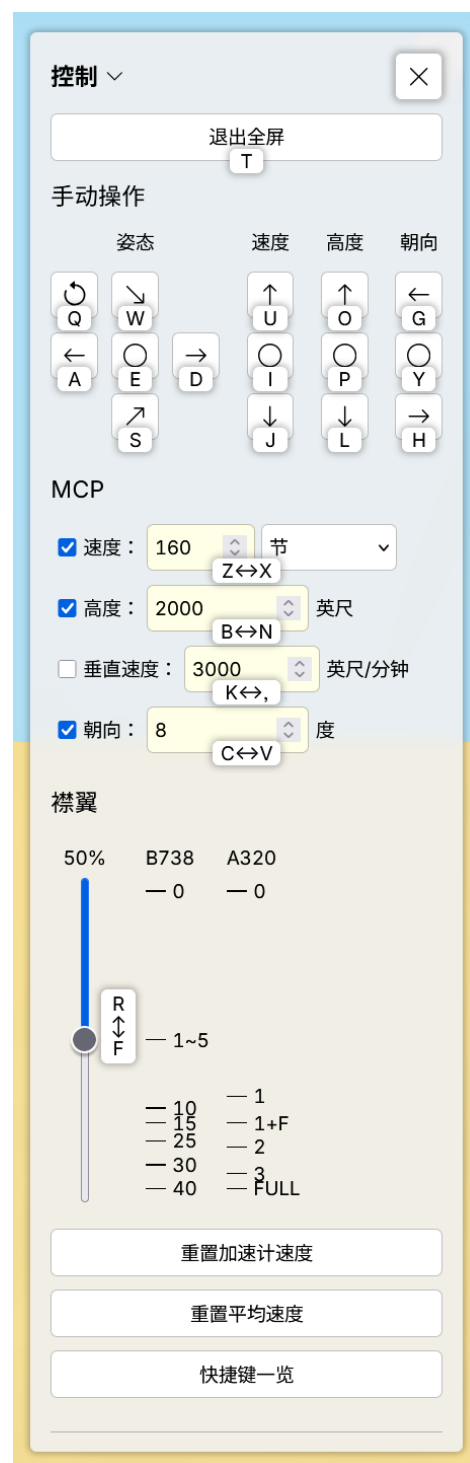 控制
退出全屏
T
手动操作
姿态 速度 高度 朝向
Q W U O G
A E D I P Y
S J L H
MCP
速度： 160 节
Z↔X
高度： 2000 英尺
B↔N
垂直速度： 3000 英尺/分钟
K↔,
朝向： 8 度
C↔V
襟翼
50% B738 A320
0 0
R
↕
F
1~5
1
10
15 1+F
25 2
30 3
40 FULL
重置加速计速度
重置平均速度
快捷键一览